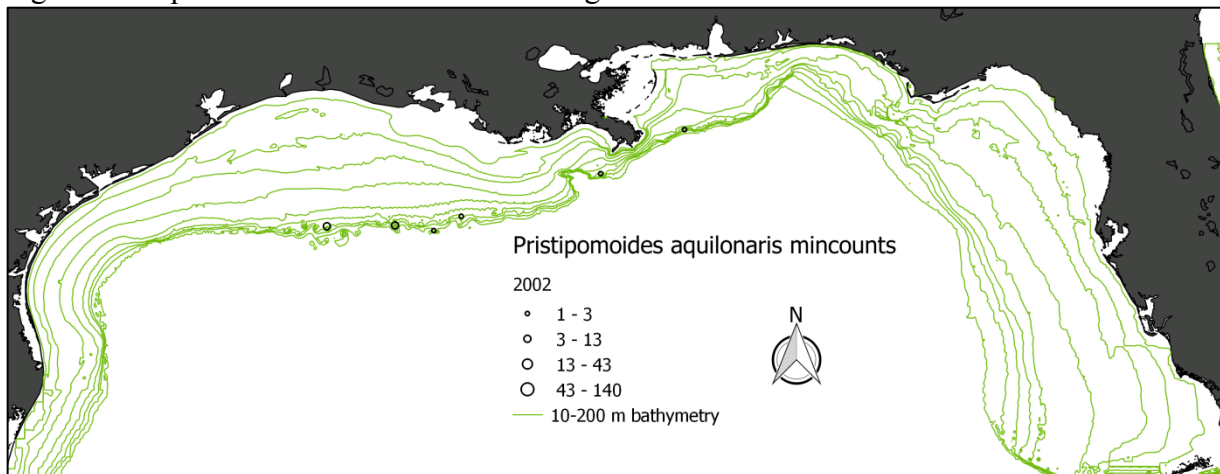 Pristipomoides aquilonaris mincounts
2002
1 - 3
3 - 13
13 - 43
43 - 140
10-200 m bathymetry
N